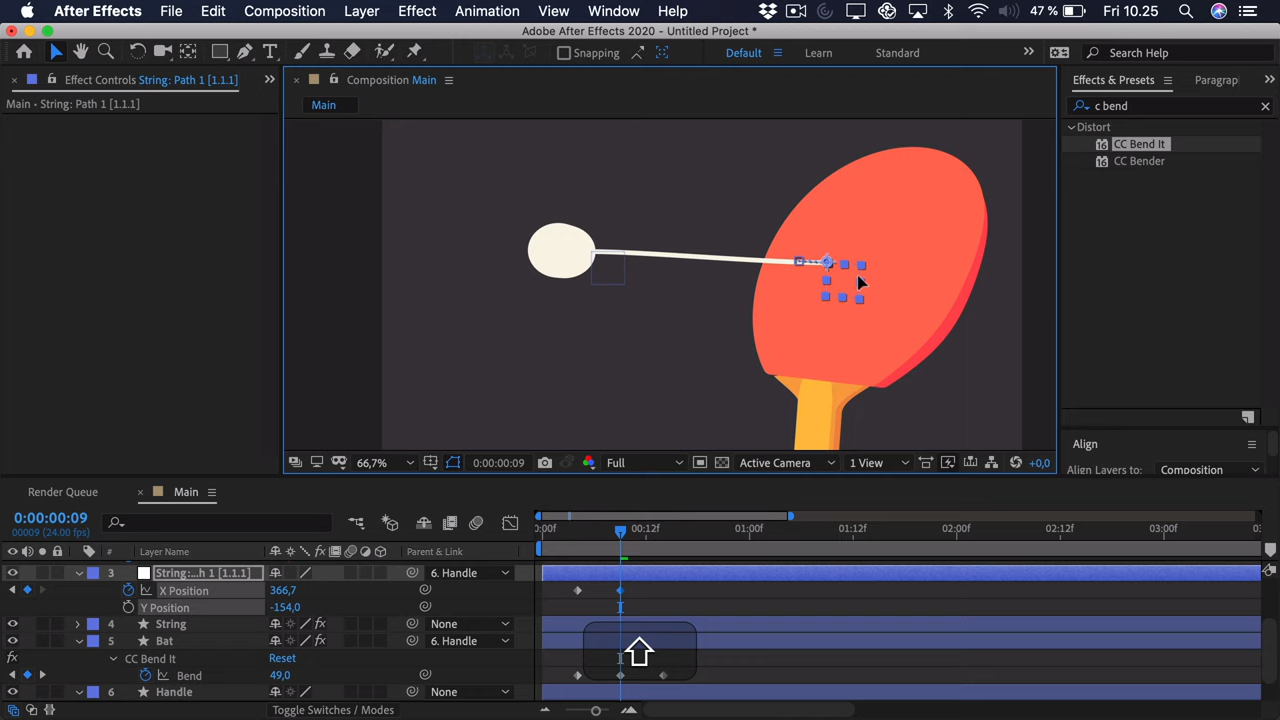 After Effects File Edit Composition Layer Effect Animation View Window Help 47 % Fri 10.25
Adobe After Effects 2020 - Untitled Project *
Snapping Default Learn Standard Search Help
Effect Controls String: Path 1 [1.1.1] Composition Main Effects & Presets Paragrap
Main - String: Path 1 [1.1.1] Main c bend
Distort
CC Bend It
CC Bender
Align
66,7% 0:00:00:09 Full Active Camera 1 View +0,0 Align Layers to: Composition
Render Queue Main
0:00:00:09
00009 (24.00 fps) 0:00f 00:12f 01:00f 01:12f 02:00f 02:12f 03:00f
# Layer Name Parent & Link
3 String:...h 1 [1.1.1] 6. Handle
X Position 366,7
Y Position -154,0
4 String None
5 Bat 6. Handle
CC Bend It Reset
Bend 49,0
6 Handle None
Toggle Switches / Modes